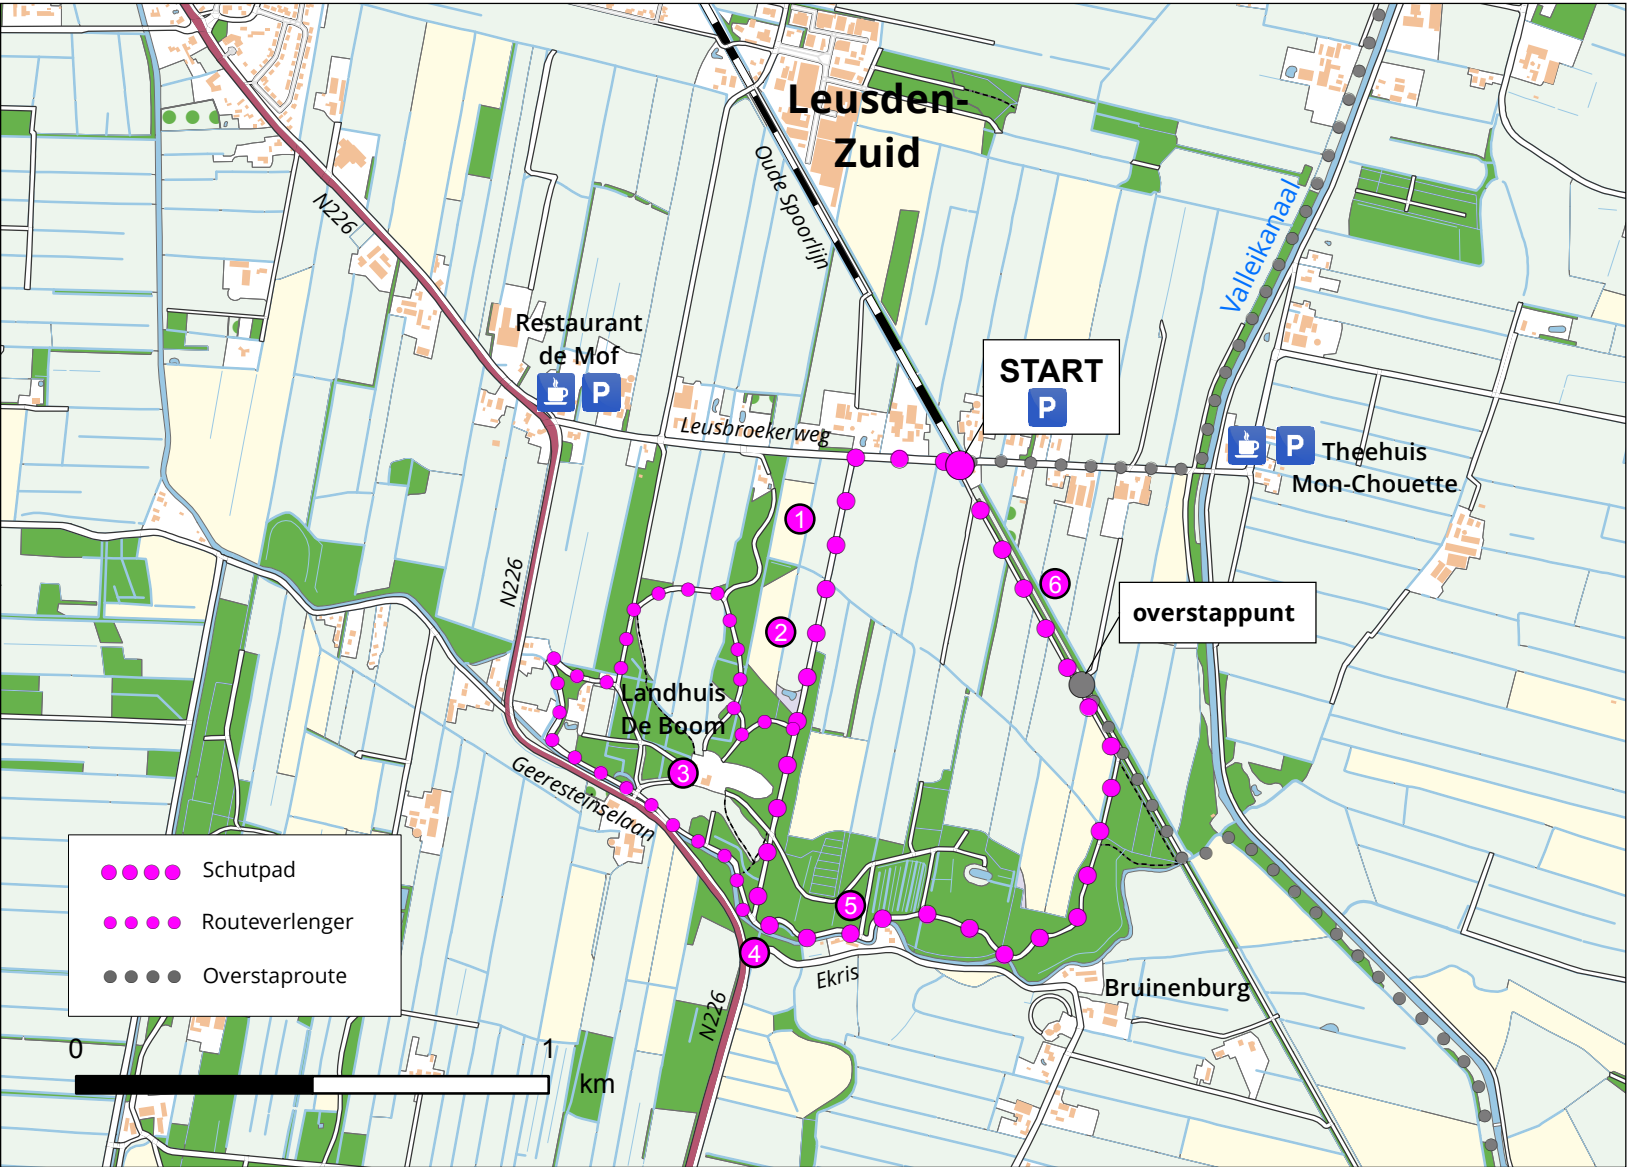 Leusden-
Zuid
Oude Spoorlijn
N226
Valleikanaal
Restaurant
de Mof
P
START
P
Leusbroekerweg
P
Theehuis
Mon-Chouette
1
N226
6
overstappunt
2
Landhuis
De Boom
3
Geeresteinselaan
5
4
Ekris
Bruinenburg
N226
Schutpad
Routeverlenger
Overstaproute
0
1
km